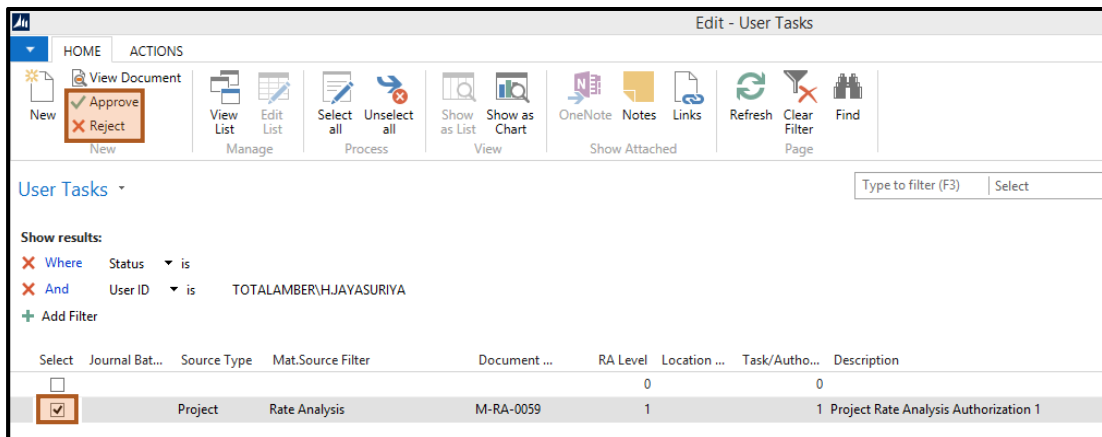 Edit - User Tasks
HOME ACTIONS
New
View Document
Approve
Reject
New
View List
Edit List
Manage
Select all
Unselect all
Process
Show as List
Show as Chart
View
OneNote
Notes
Links
Show Attached
Refresh
Clear Filter
Find
Page
User Tasks
Type to filter (F3) Select
Show results:
Where Status is
And User ID is TOTALAMBER\H.JAYASURIYA
Add Filter
Select Journal Bat... Source Type Mat.Source Filter Document ... RA Level Location ... Task/Autho... Description
0 0
Project Rate Analysis M-RA-0059 1 1 Project Rate Analysis Authorization 1